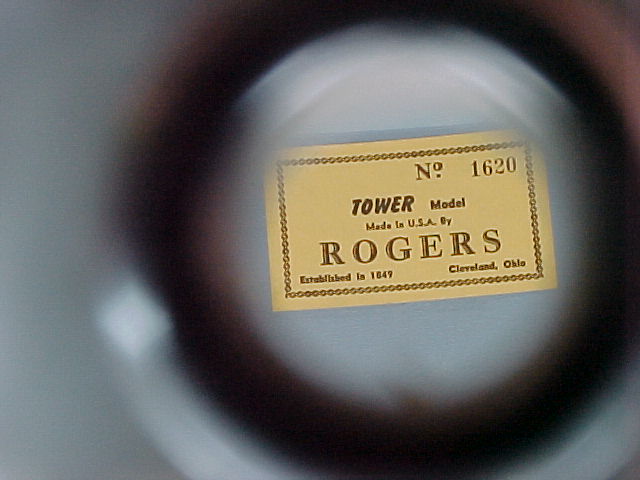 Nº 1620
TOWER Model
Made in U.S.A. By
ROGERS
Established in 1849 Cleveland, Ohio